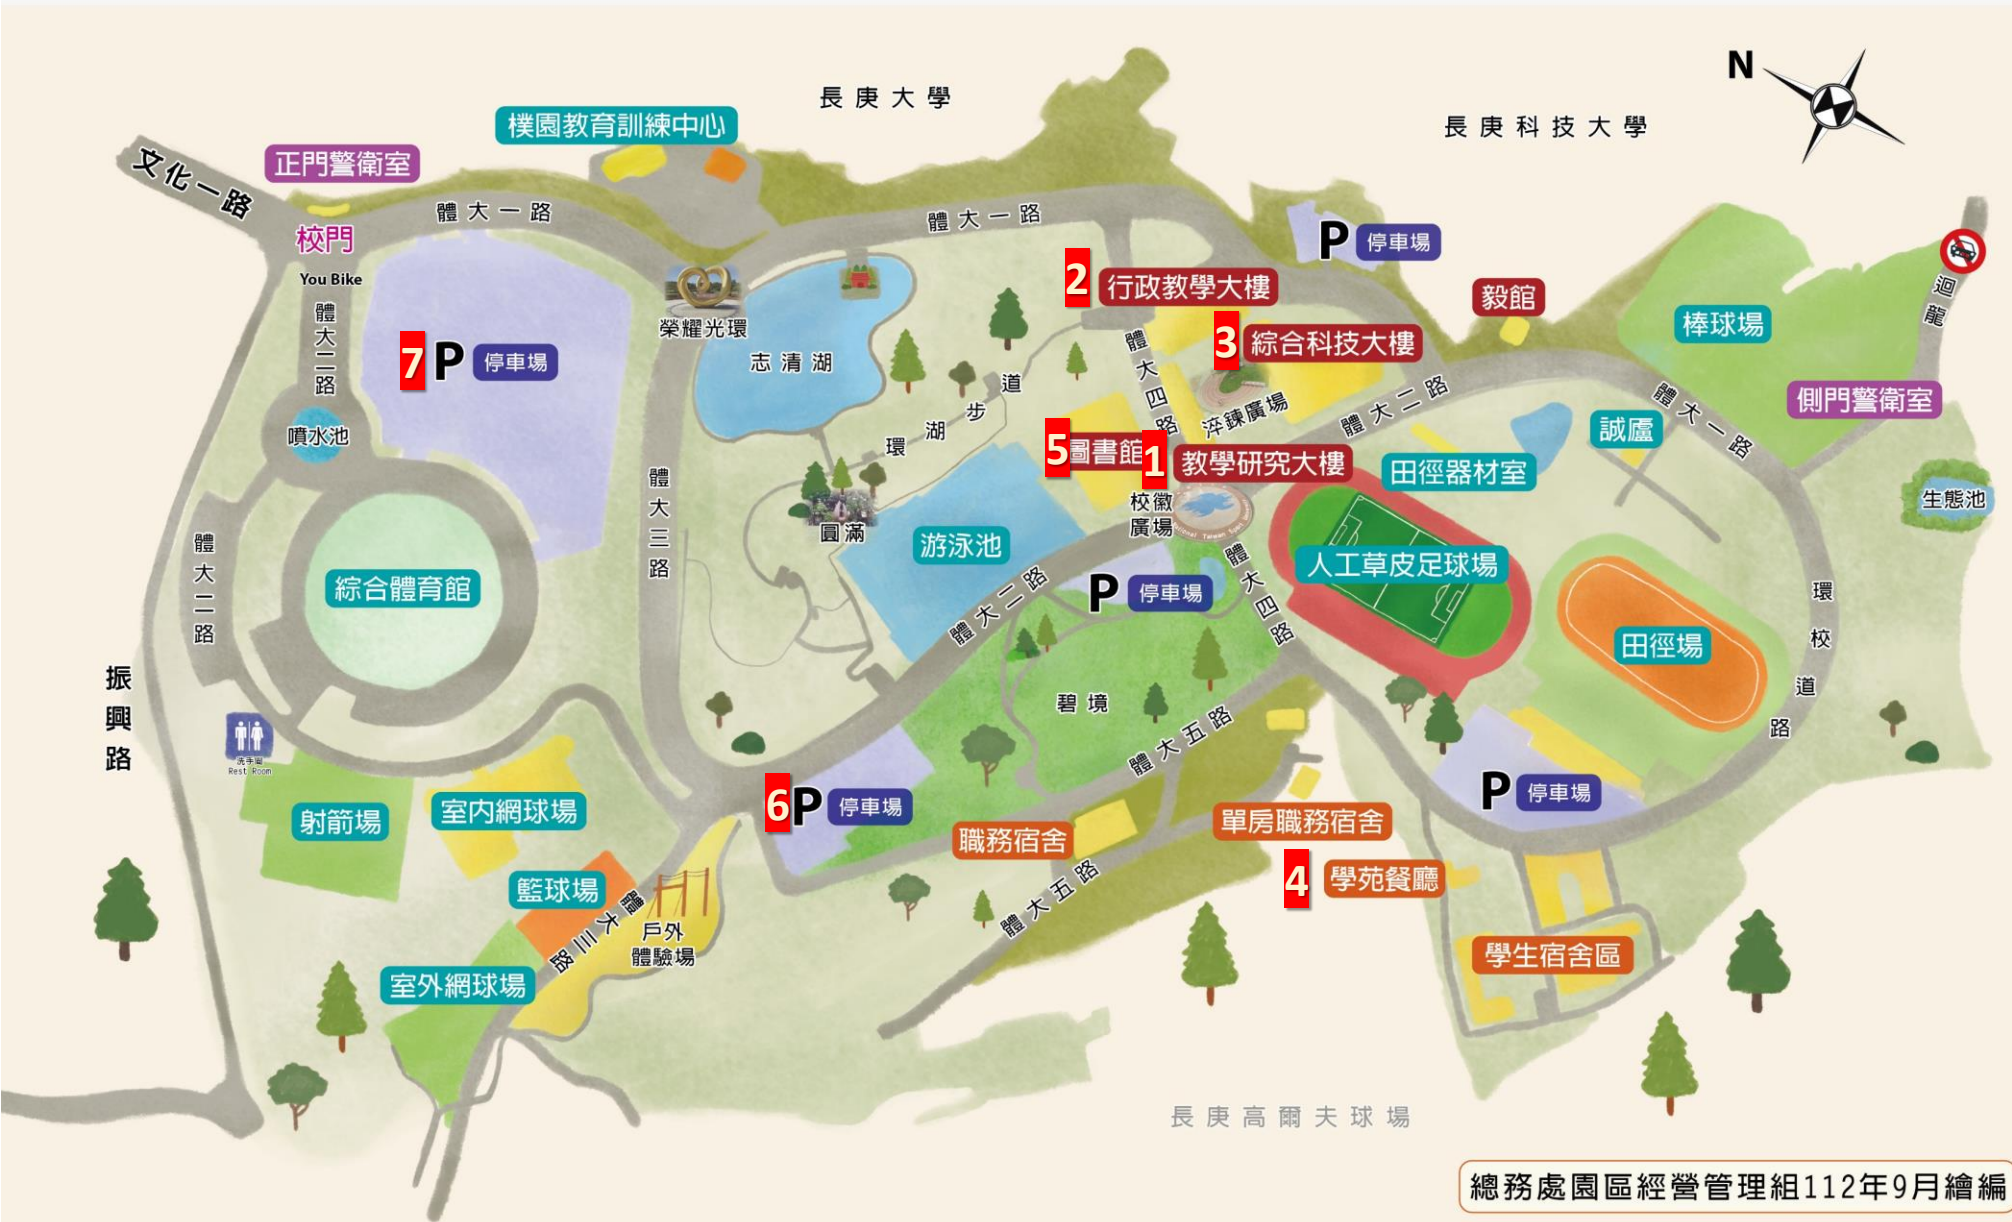 N
長庚大學
長庚科技大學
樸園教育訓練中心
正門警衛室
文化一路
體大一路
體大一路
校門
You Bike
P 停車場
2 行政教學大樓
毅館
迴龍
棒球場
榮耀光環
體大二路
7 P 停車場
志清湖
3 綜合科技大樓
體大四路
環湖步道
淬鍊廣場
體大二路
體大一路
側門警衛室
噴水池
誠廬
5 圖書館
1 教學研究大樓
田徑器材室
體大三路
校徽
廣場
National Taiwan Sport
生態池
圓滿
游泳池
體大二路
綜合體育館
人工草皮足球場
P 停車場
體大四路
體大二路
環校道路
田徑場
振興路
碧境
體大五路
洗手間
Rest Room
射箭場
室內網球場
6 P 停車場
P 停車場
職務宿舍
單房職務宿舍
籃球場
4 學苑餐廳
體大三路
戶外
體驗場
體大五路
學生宿舍區
室外網球場
長庚高爾夫球場
總務處園區經營管理組112年9月繪編